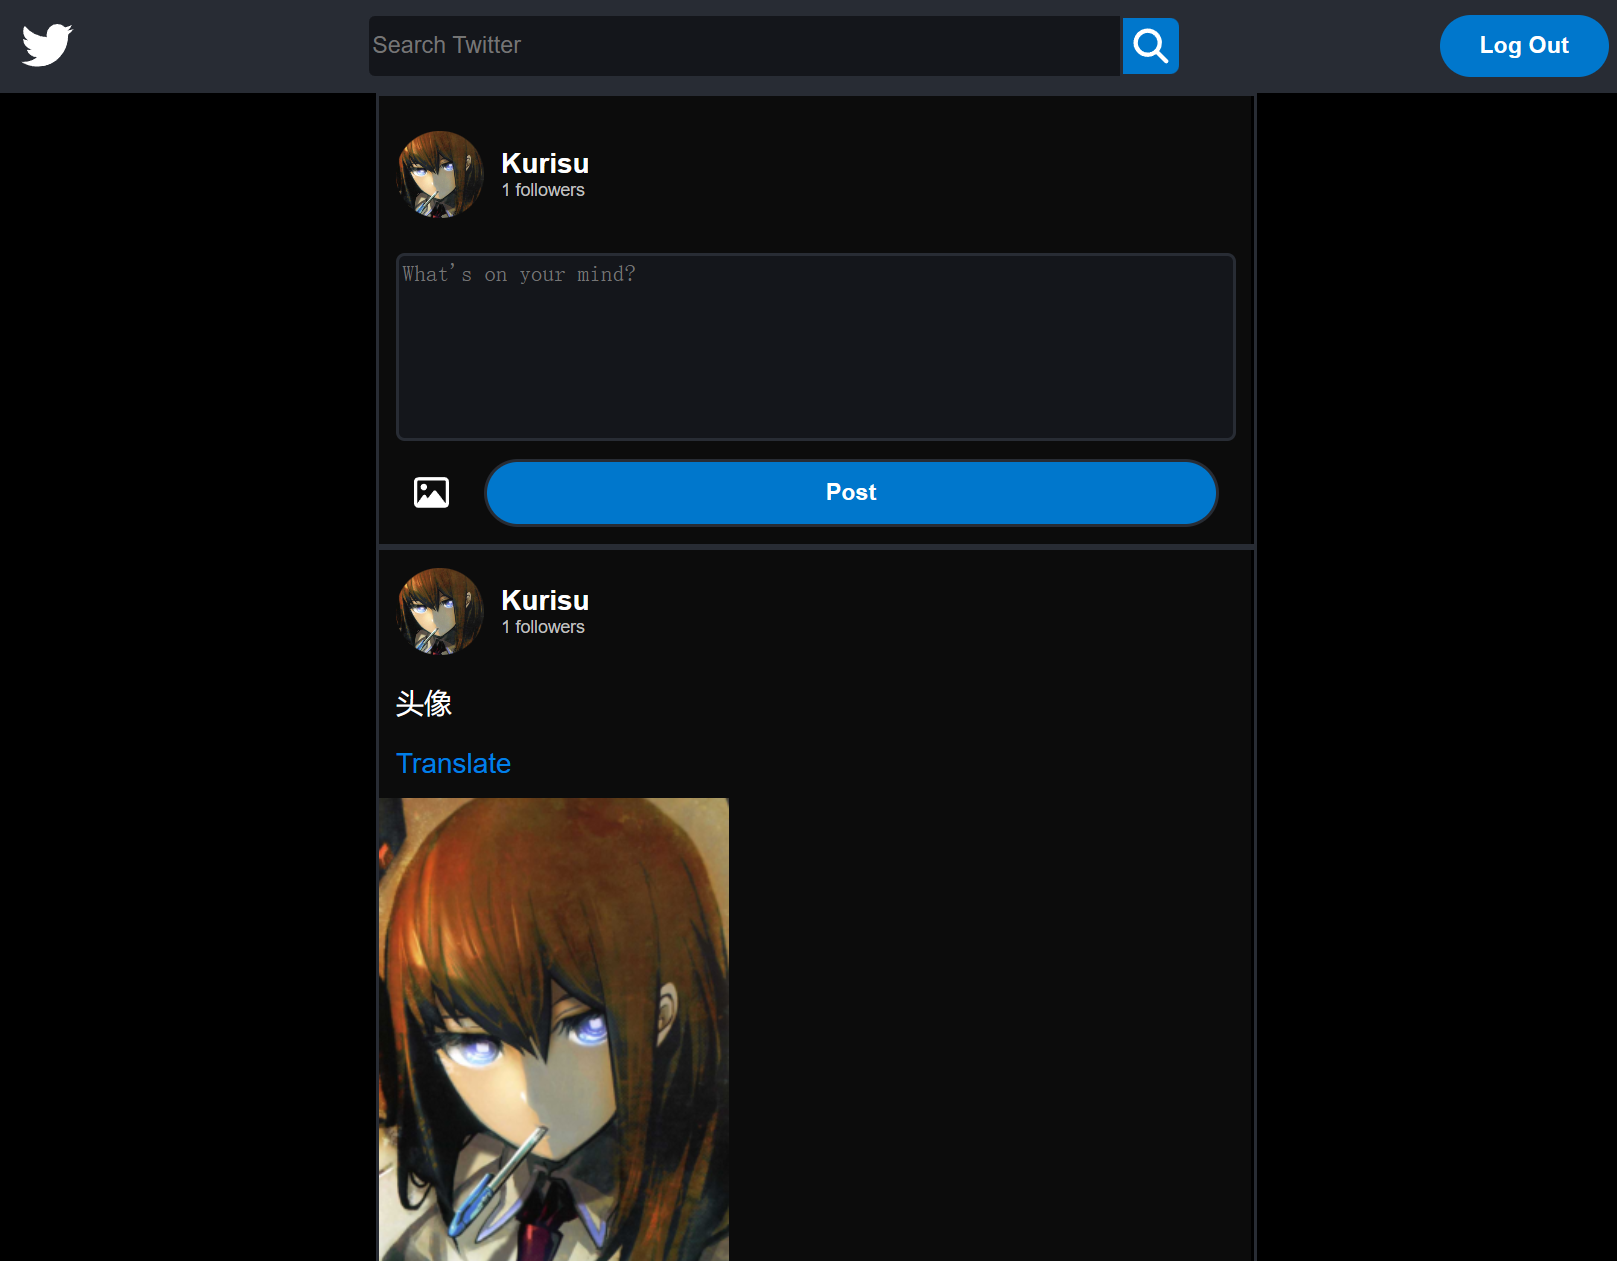 Search Twitter
Log Out
Kurisu
1 followers
What's on your mind?
Post
Kurisu
1 followers
头像
Translate